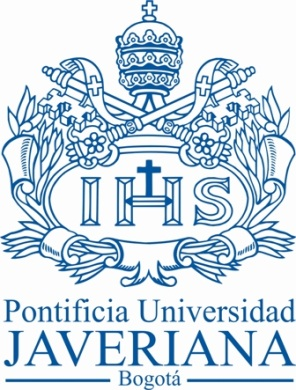 IHS
Pontificia Universidad
JAVERIANA
Bogotá